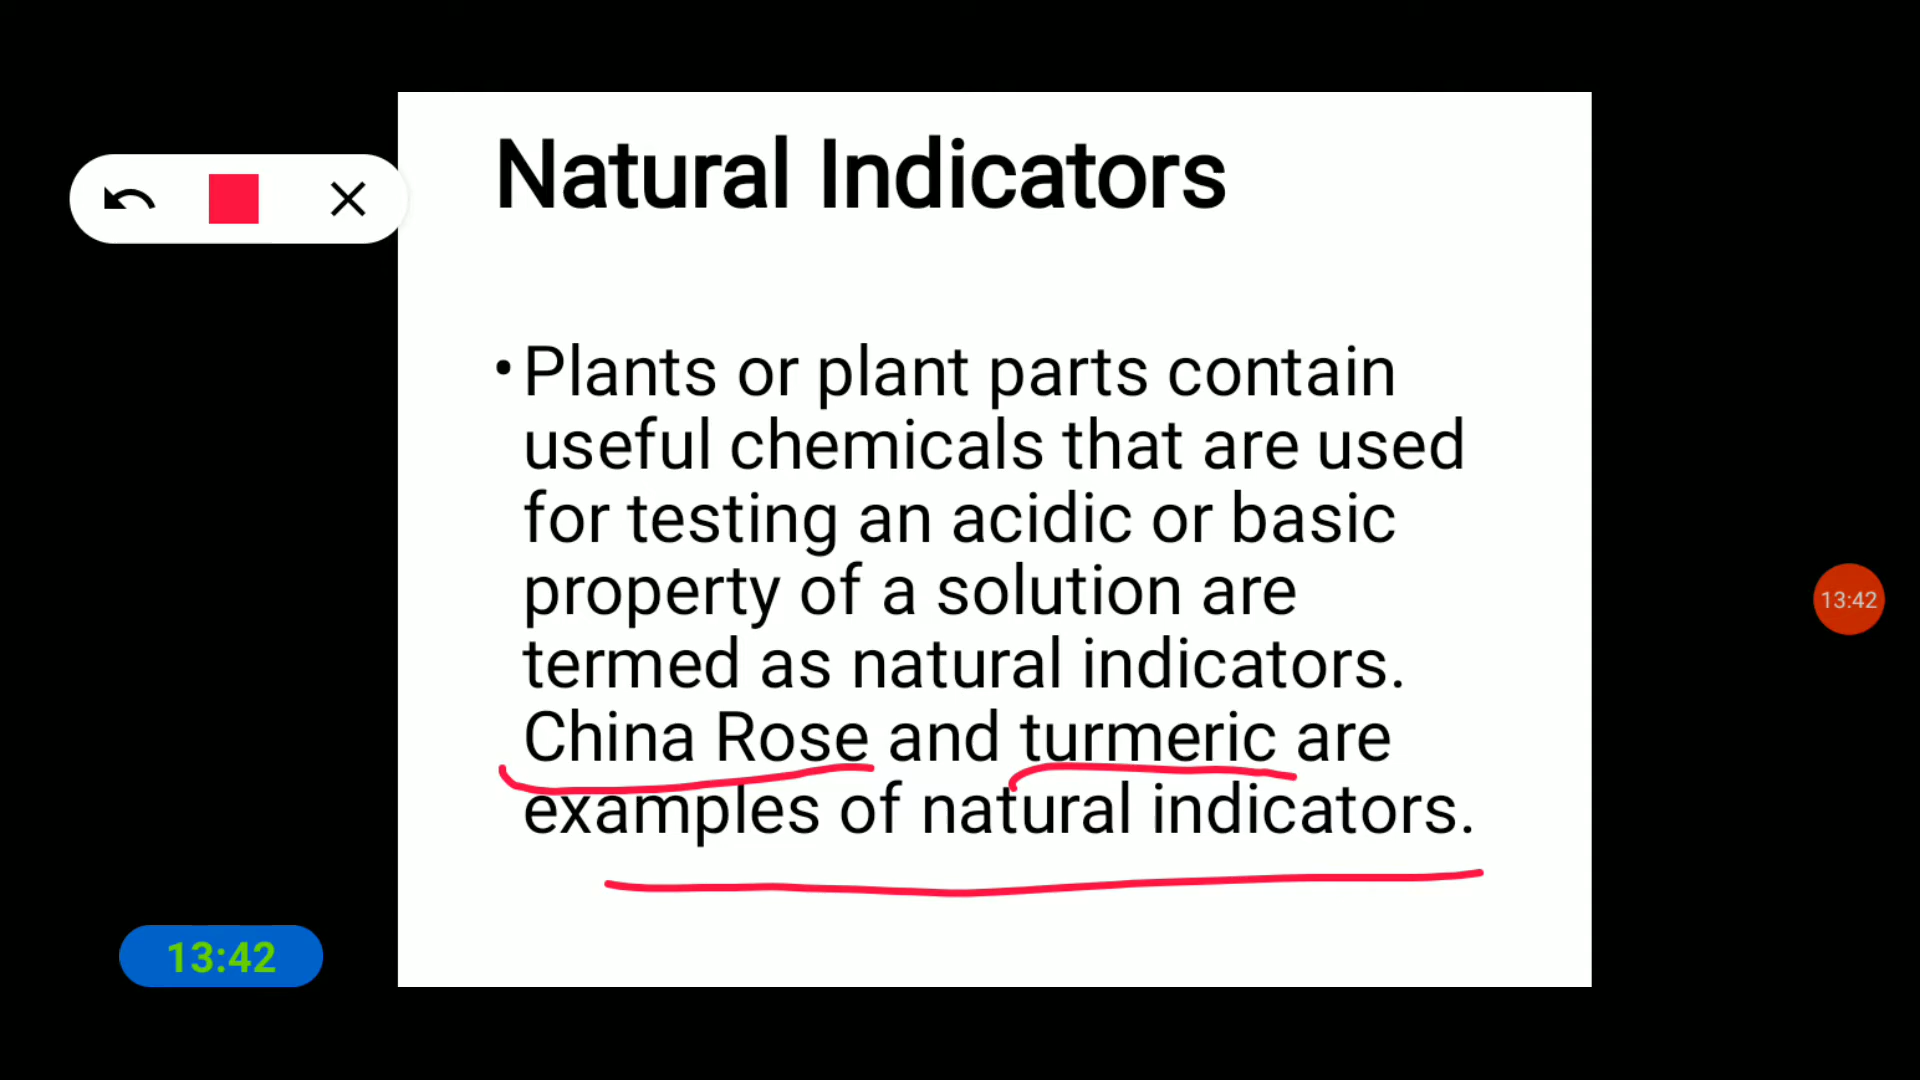 Natural Indicators
•Plants or plant parts contain
useful chemicals that are used
for testing an acidic or basic
property of a solution are
termed as natural indicators.
China Rose and turmeric are
examples of natural indicators.
13:42
13:42